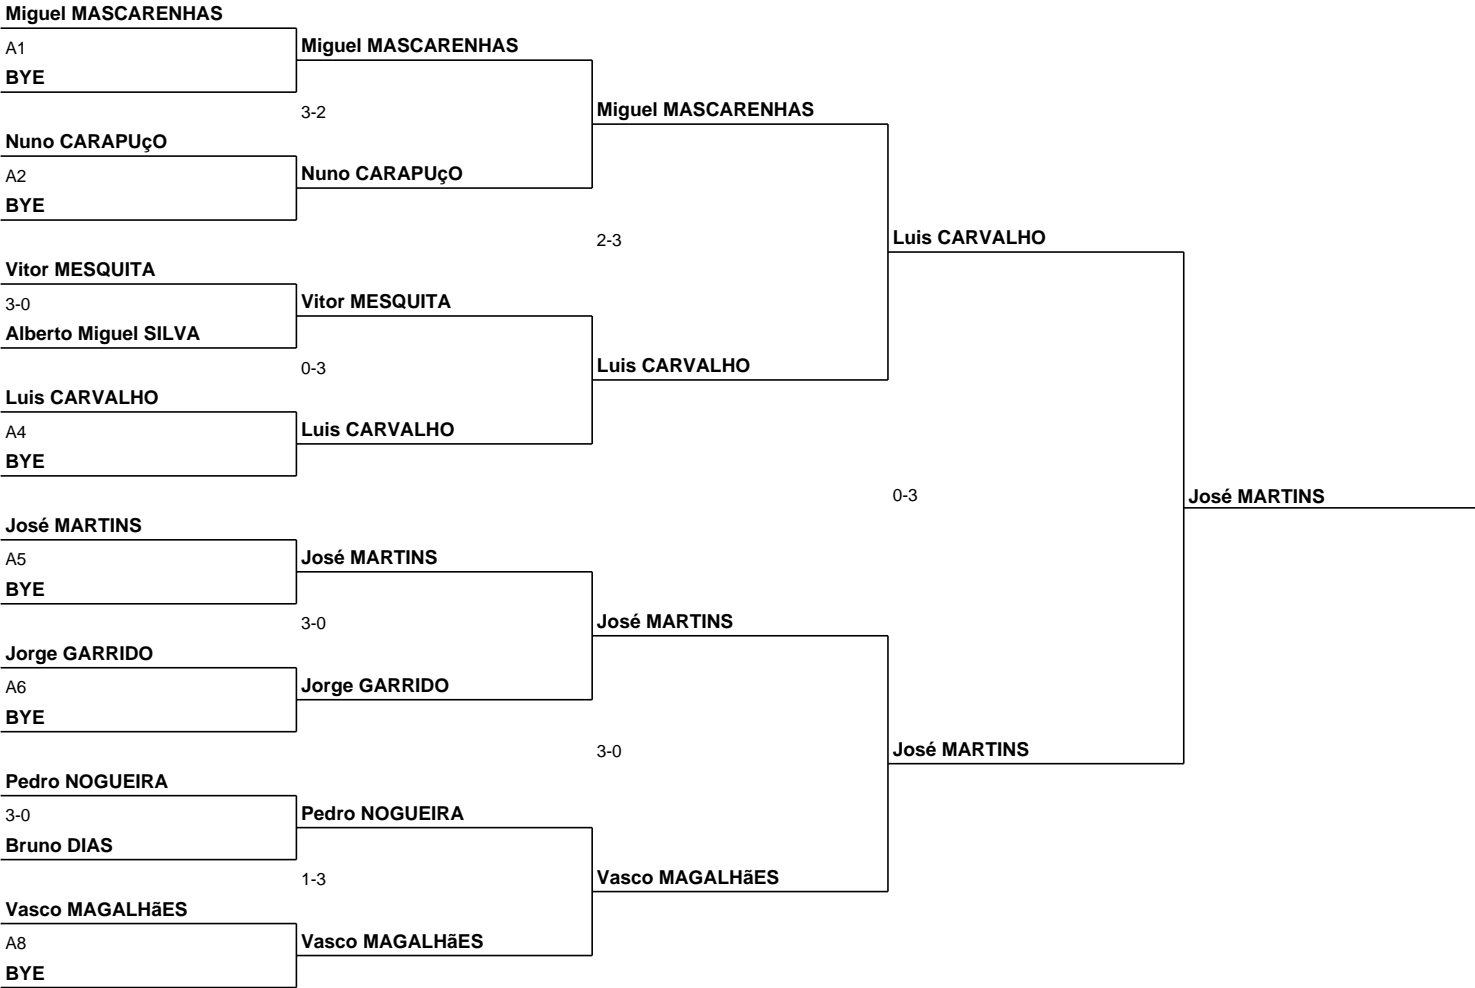 Miguel MASCARENHAS
A1
BYE
Miguel MASCARENHAS
3-2
Nuno CARAPUçO
A2
BYE
Nuno CARAPUçO
Miguel MASCARENHAS
2-3
Vitor MESQUITA
3-0
Alberto Miguel SILVA
Vitor MESQUITA
0-3
Luis CARVALHO
A4
BYE
Luis CARVALHO
Luis CARVALHO
Luis CARVALHO
0-3
José MARTINS
José MARTINS
A5
BYE
José MARTINS
3-0
Jorge GARRIDO
A6
BYE
Jorge GARRIDO
José MARTINS
3-0
José MARTINS
Pedro NOGUEIRA
3-0
Bruno DIAS
Pedro NOGUEIRA
1-3
Vasco MAGALHãES
A8
BYE
Vasco MAGALHãES
Vasco MAGALHãES